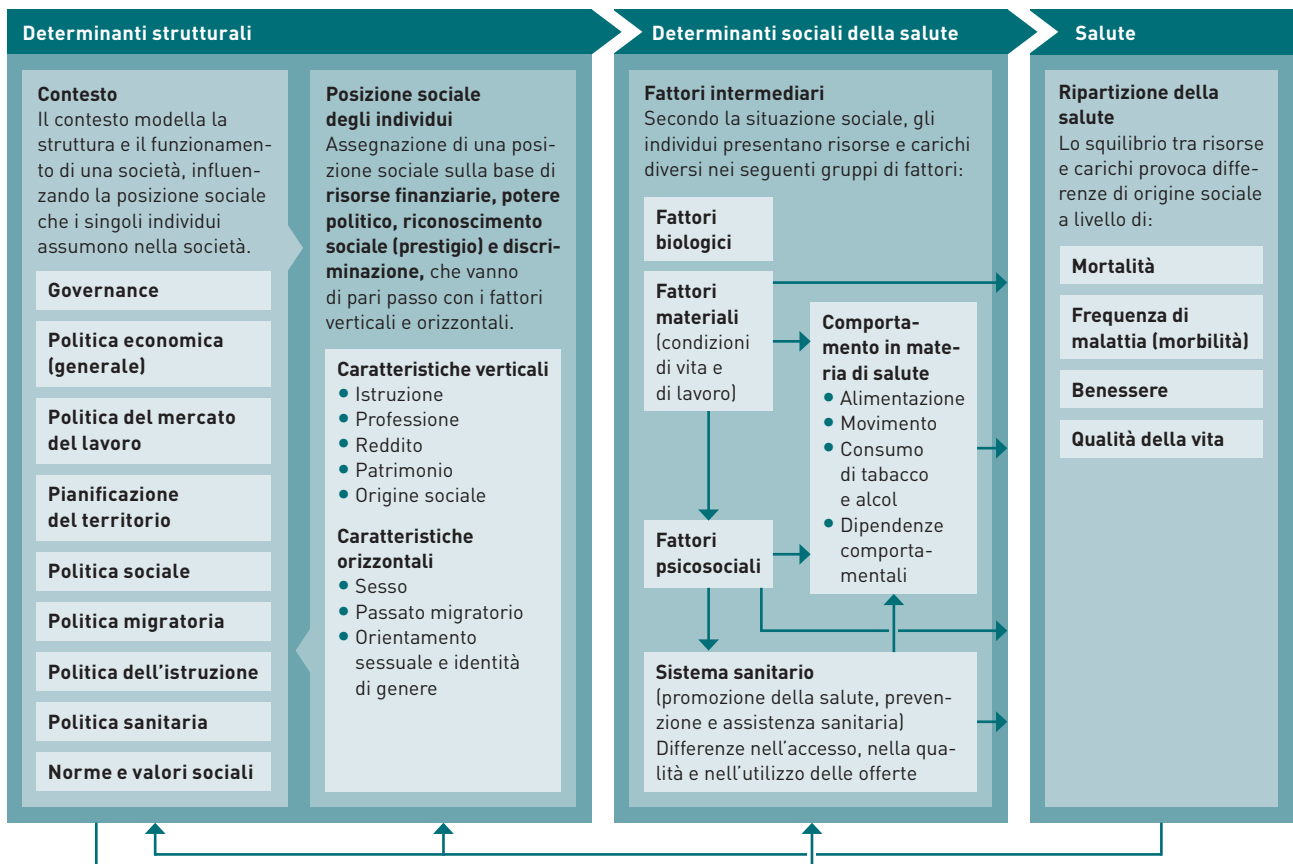 Determinanti strutturali
Contesto
Il contesto modella la
struttura e il funzionamen-
to di una società, influen-
zando la posizione sociale
che i singoli individui
assumono nella società.
Governance
Politica economica
(generale)
Politica del mercato
del lavoro
Pianificazione
del territorio
Politica sociale
Politica migratoria
Politica dell'istruzione
Politica sanitaria
Norme e valori sociali
Posizione sociale
degli individui
Assegnazione di una posi-
zione sociale sulla base di
risorse finanziarie, potere
politico, riconoscimento
sociale (prestigio) e discri-
minazione, che vanno
di pari passo con i fattori
verticali e orizzontali.
Caratteristiche verticali
• Istruzione
• Professione
• Reddito
• Patrimonio
• Origine sociale
Caratteristiche
orizzontali
• Sesso
• Passato migratorio
• Orientamento
sessuale e identità
di genere
Determinanti sociali della salute
Fattori intermediari
Secondo la situazione sociale, gli
individui presentano risorse e carichi
diversi nei seguenti gruppi di fattori:
Fattori
biologici
Fattori
materiali
(condizioni
di vita e
di lavoro)
Fattori
psicosociali
Comporta-
mento in mate-
ria di salute
• Alimentazione
• Movimento
• Consumo
di tabacco
e alcol
• Dipendenze
comporta-
mentali
Sistema sanitario
(promozione della salute, preven-
zione e assistenza sanitaria)
Differenze nell'accesso, nella qua-
lità e nell'utilizzo delle offerte
Salute
Ripartizione della
salute
Lo squilibrio tra risorse
e carichi provoca diffe-
renze di origine sociale
a livello di:
Mortalità
Frequenza di
malattia (morbilità)
Benessere
Qualità della vita